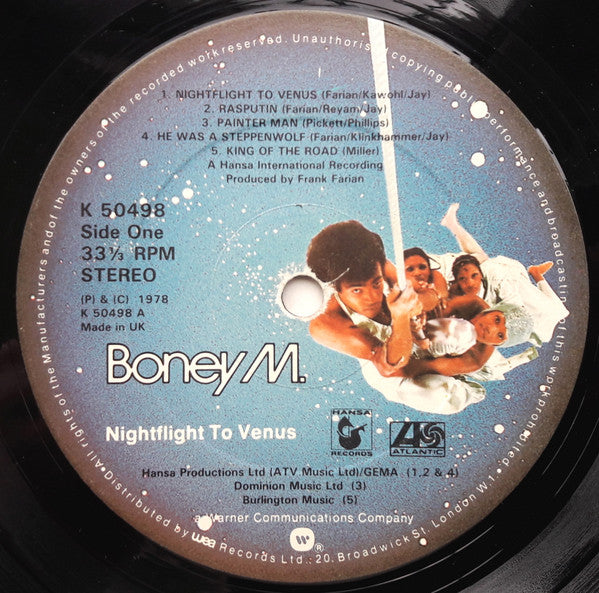 All rights of the Manufacturers and of the owners of the recorded work reserved. Unauthorised copying public performance and broadcasting of this work prohibited.
1. NIGHTFLIGHT TO VENUS (Farian/Kawohl/Jay)
2. RASPUTIN (Farian/Reyam/Jay)
3. PAINTER MAN (Pickett/Phillips)
4. HE WAS A STEPPENWOLF (Farian/Klinkhammer/Jay)
5. KING OF THE ROAD (Miller)
A Hansa International Recording
Produced by Frank Farian
K 50498
Side One
33⅓ RPM
STEREO
(P) & (C) 1978
K 50498 A
Made in UK
Boney M.
Nightflight To Venus
HANSA
RECORDS
ATLANTIC
Hansa Productions Ltd (ATV Music Ltd)/GEMA (1,2 & 4)
Dominion Music Ltd (3)
Burlington Music (5)
a Warner Communications Company
®
Distributed by wea Records Ltd.: 20, Broadwick St. London W1.